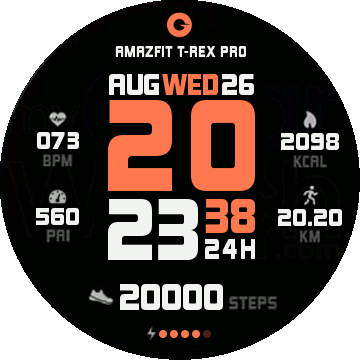 AMAZFIT T-REX PRO
AUG WED 26
20
073
BPM
2098
KCAL
560
PAI
23
38
24H
20.20
KM
20000 STEPS